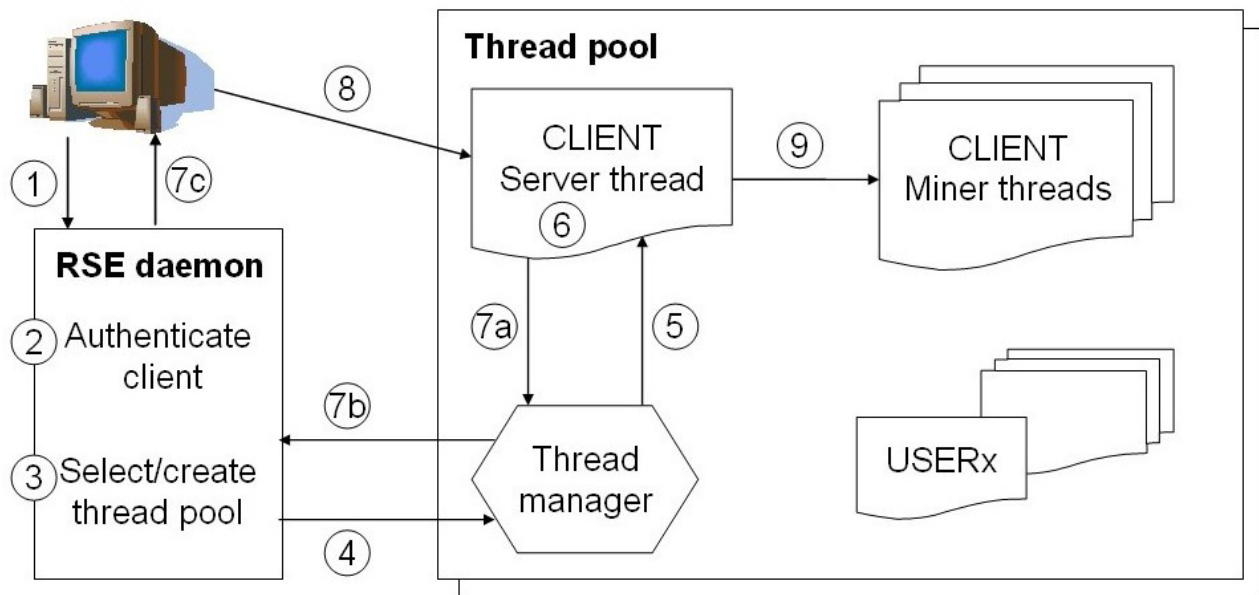 Thread pool
8
CLIENT
Server thread
6
9
CLIENT
Miner threads
1
7c
RSE daemon
2
Authenticate
client
3
Select/create
thread pool
7a
5
7b
4
Thread
manager
USERx